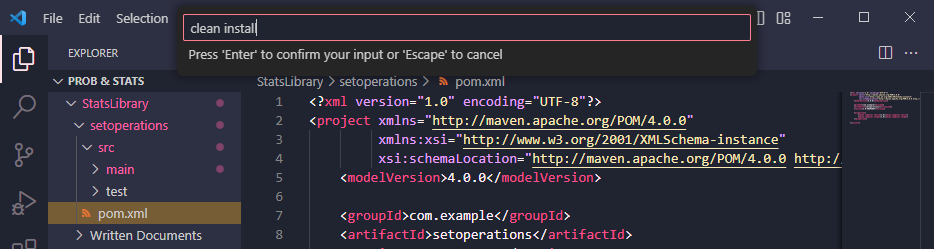 File Edit Selection
clean install
Press 'Enter' to confirm your input or 'Escape' to cancel
EXPLORER
PROB & STATS
StatsLibrary
setoperations
src
main
test
pom.xml
Written Documents
StatsLibrary > setoperations > pom.xml
1 <?xml version="1.0" encoding="UTF-8"?>
2 <project xmlns="http://maven.apache.org/POM/4.0.0"
3 xmlns:xsi="http://www.w3.org/2001/XMLSchema-instance"
4 xsi:schemaLocation="http://maven.apache.org/POM/4.0.0 http:/
5 <modelVersion>4.0.0</modelVersion>
6
7 <groupId>com.example</groupId>
8 <artifactId>setoperations</artifactId>